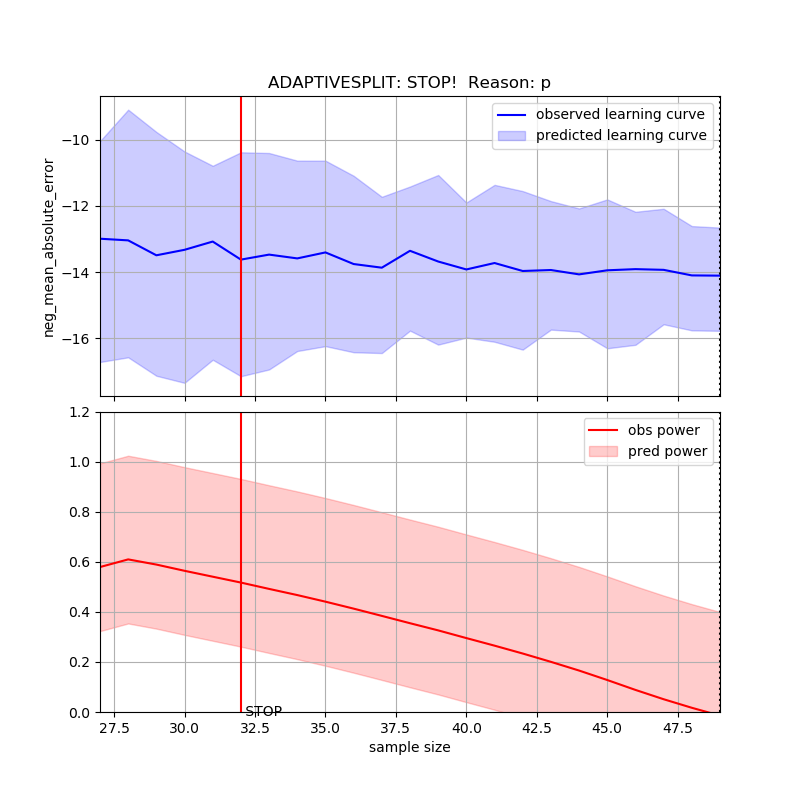 ADAPTIVESPLIT: STOP!  Reason: p
observed learning curve
predicted learning curve
neg_mean_absolute_error
−10
−12
−14
−16
obs power
pred power
1.2
1.0
0.8
0.6
0.4
0.2
0.0
STOP
27.5 30.0 32.5 35.0 37.5 40.0 42.5 45.0 47.5
sample size